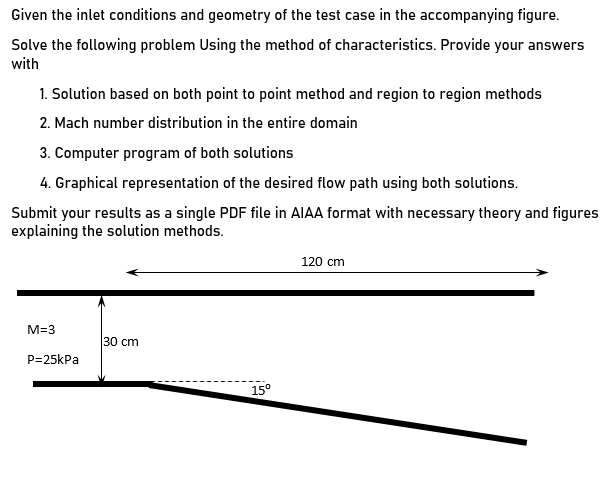 Given the inlet conditions and geometry of the test case in the accompanying figure.
Solve the following problem Using the method of characteristics. Provide your answers
with
1. Solution based on both point to point method and region to region methods
2. Mach number distribution in the entire domain
3. Computer program of both solutions
4. Graphical representation of the desired flow path using both solutions.
Submit your results as a single PDF file in AIAA format with necessary theory and figures
explaining the solution methods.
120 cm
M=3
30 cm
P=25kPa
15°